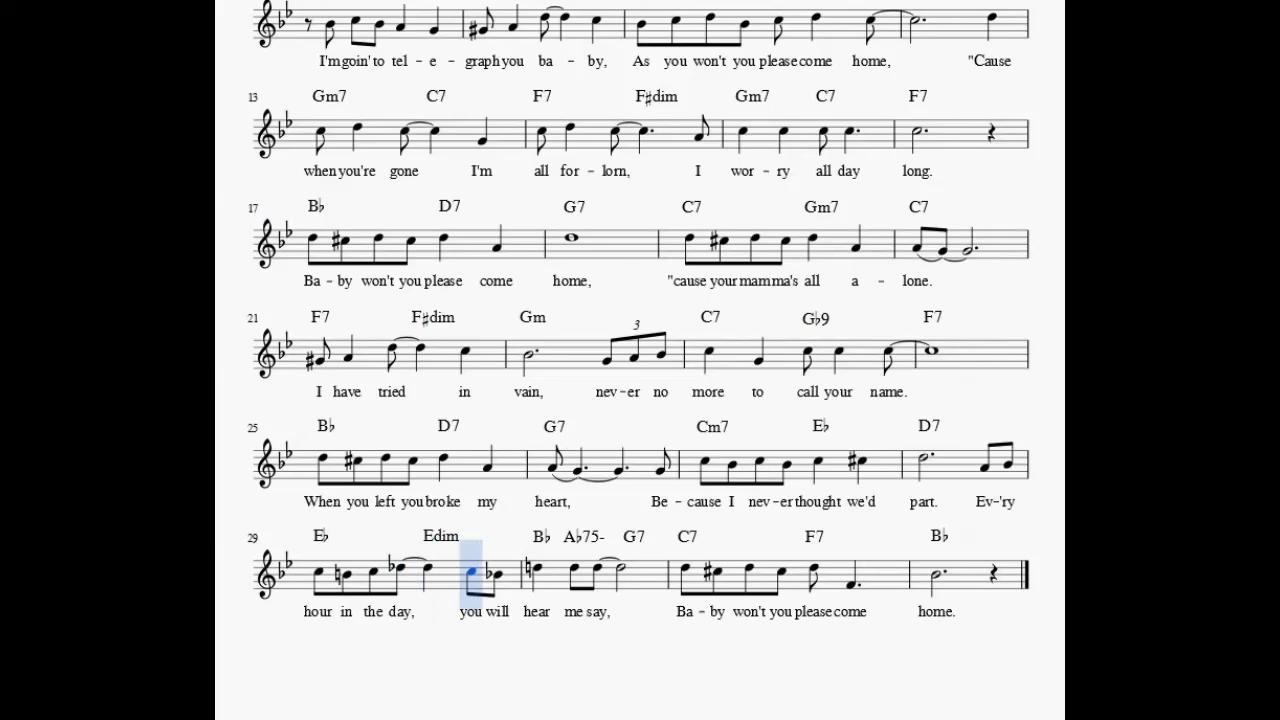 I'm goin' to tel – e – graph you ba – by, As you won't you please come home, "Cause
13 Gm7 C7 F7 F♯dim Gm7 C7 F7
when you're gone I'm all for – lorn, I wor – ry all day long.
17 B♭ D7 G7 C7 Gm7 C7
Ba – by won't you please come home, "cause your mamma's all a – lone.
21 F7 F♯dim Gm 3 C7 G♭9 F7
I have tried in vain, nev – er no more to call your name.
25 B♭ D7 G7 Cm7 E♭ D7
When you left you broke my heart, Be – cause I nev – er thought we'd part. Ev-'ry
29 E♭ Edim B♭ A♭75- G7 C7 F7 B♭
hour in the day, you will hear me say, Ba – by won't you please come home.